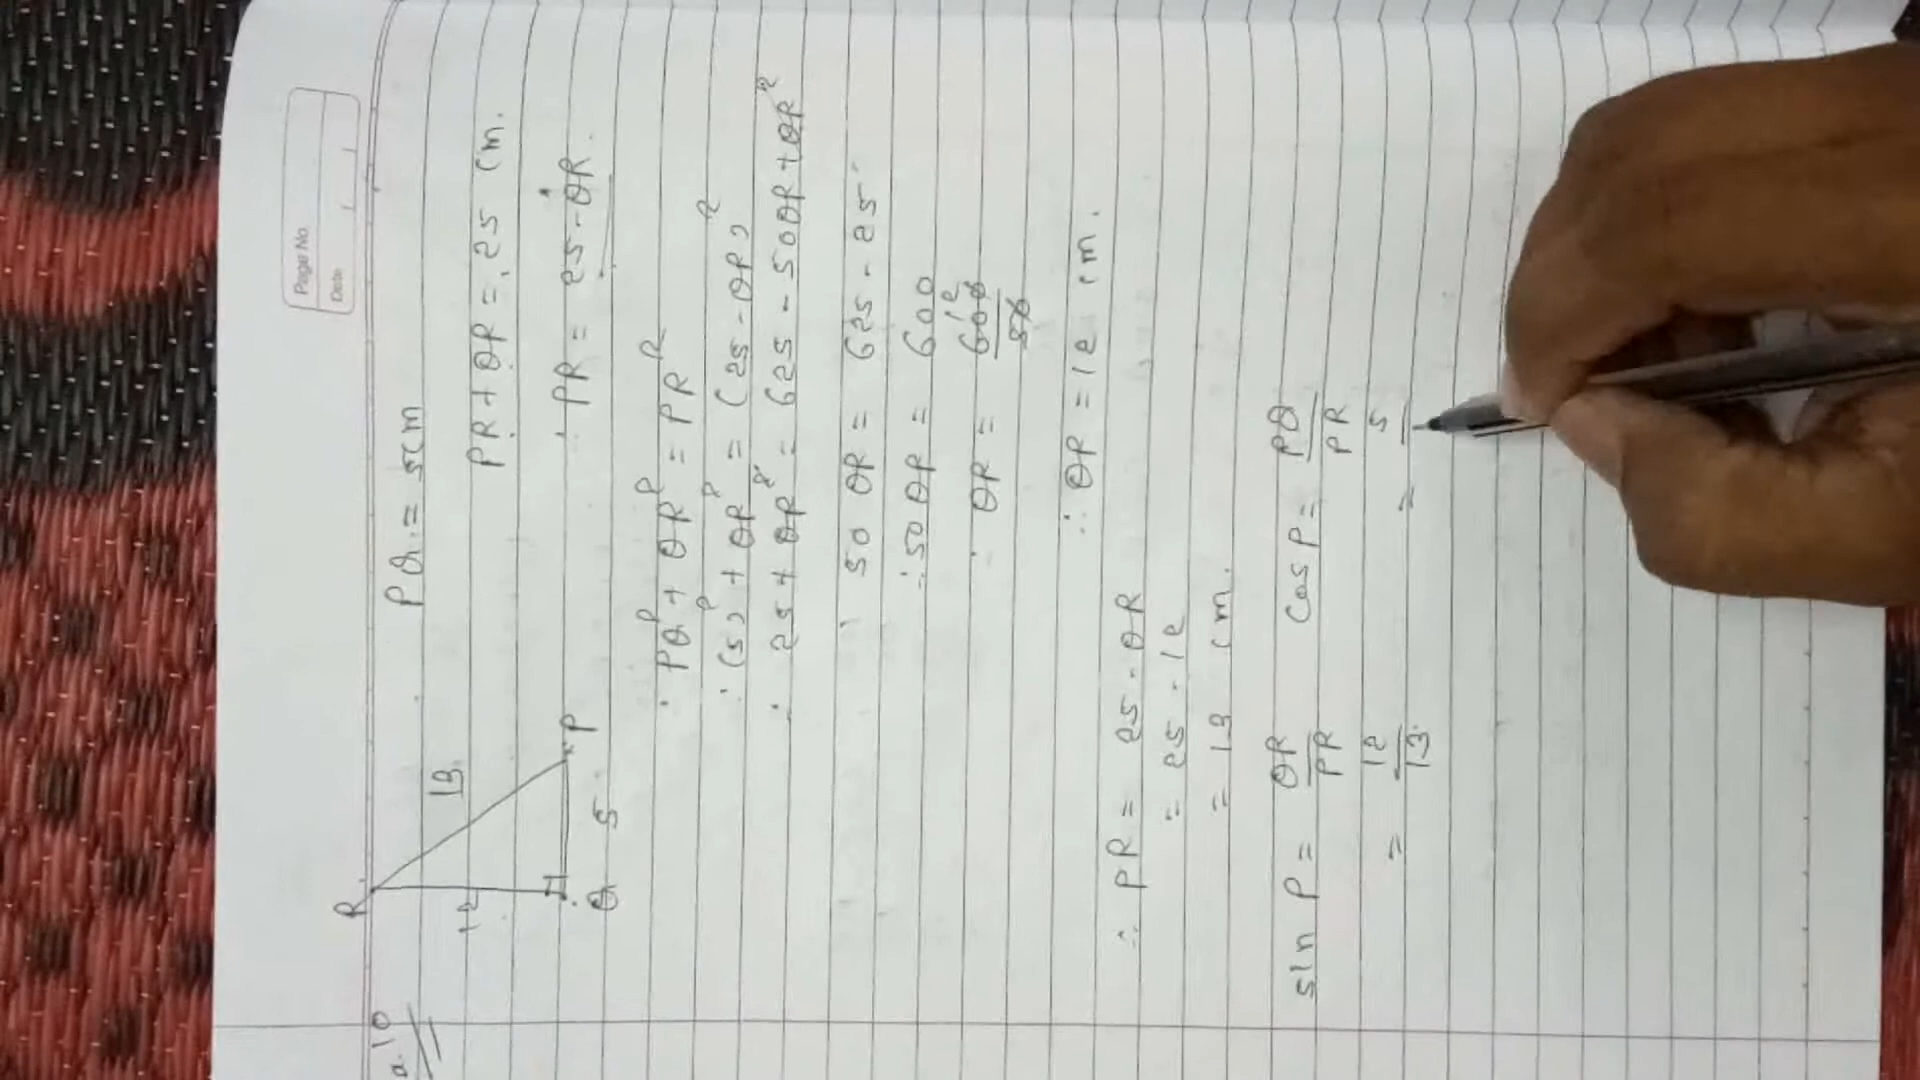 Page No.
Date
Q.10
R
13
12
Q
5
P
PQ = 5cm
PR + QR = 25 cm.
∴ PR = 25 - QR.
∴ PQ² + QR² = PR²
∴ (5)² + QR² = (25 - QR)²
∴ 25 + QR² = 625 - 50QR + QR²
∴ 50 QR = 625 - 25
∴ 50 QR = 600
12
∴ QR = 600/50
∴ QR = 12 cm.
∴ PR = 25 - QR
= 25 - 12
= 13 cm.
sin P = QR/PR cos P = PQ/PR
= 12/13 = 5/